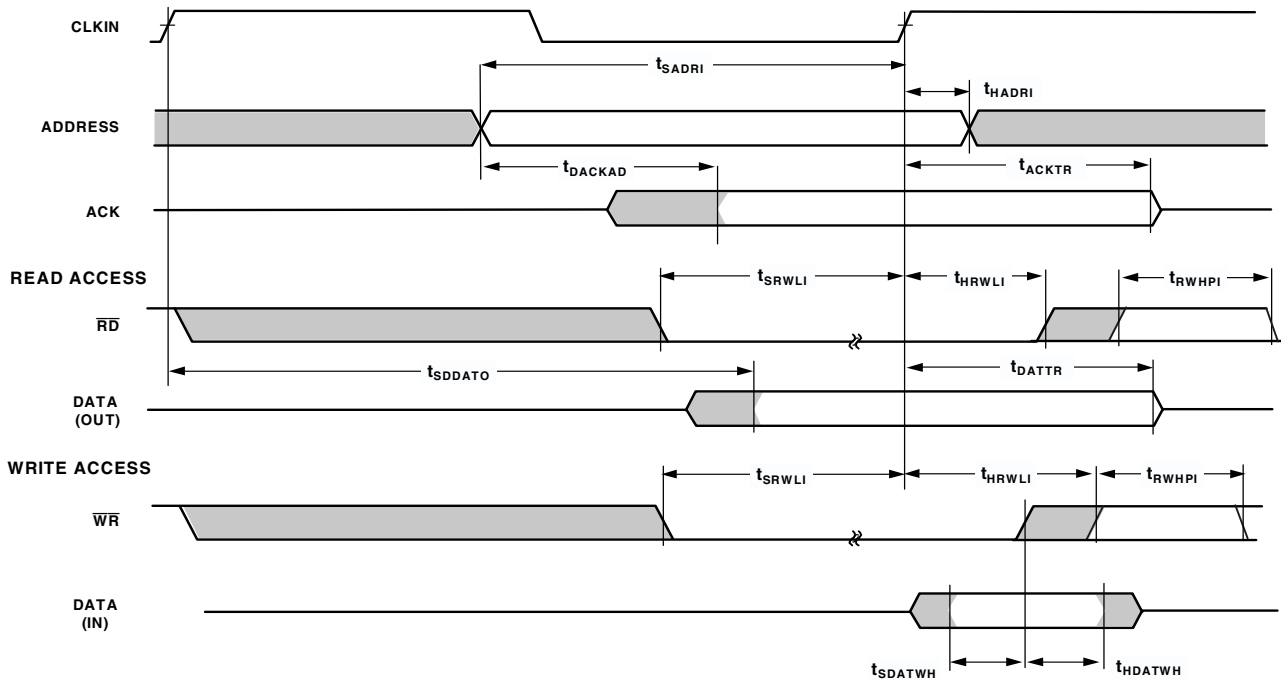 CLKIN
tSADRI
tHADRI
ADDRESS
tDACKAD
tACKTR
ACK
READ ACCESS
tSRWLI
tHRWLI
tRWHPI
RD
tSDDATO
tDATTR
DATA
(OUT)
WRITE ACCESS
tSRWLI
tHRWLI
tRWHPI
WR
DATA
(IN)
tSDATWH
tHDATWH